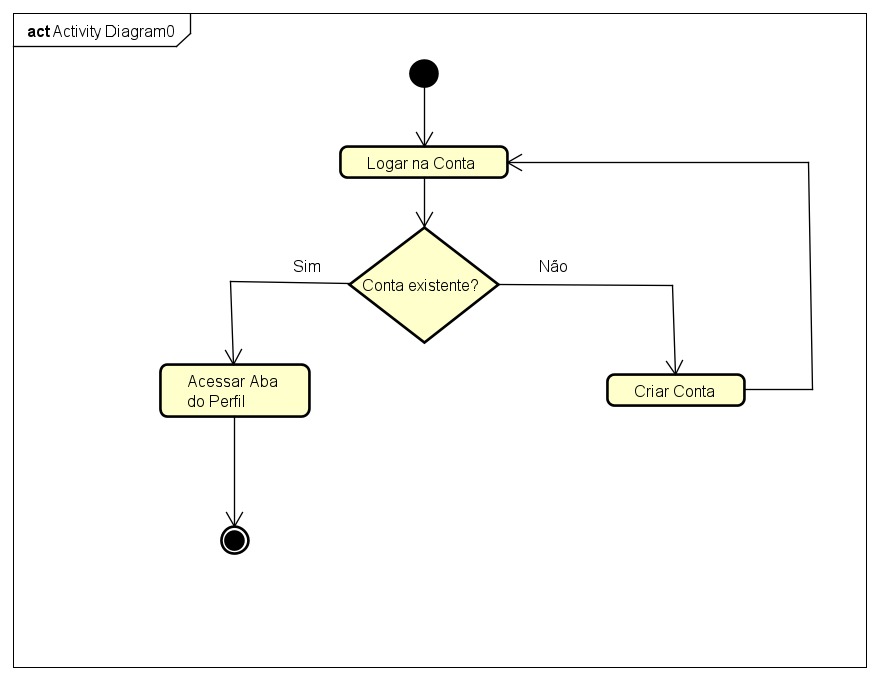 act Activity Diagram0
Logar na Conta
Sim
Não
Conta existente?
Acessar Aba
do Perfil
Criar Conta